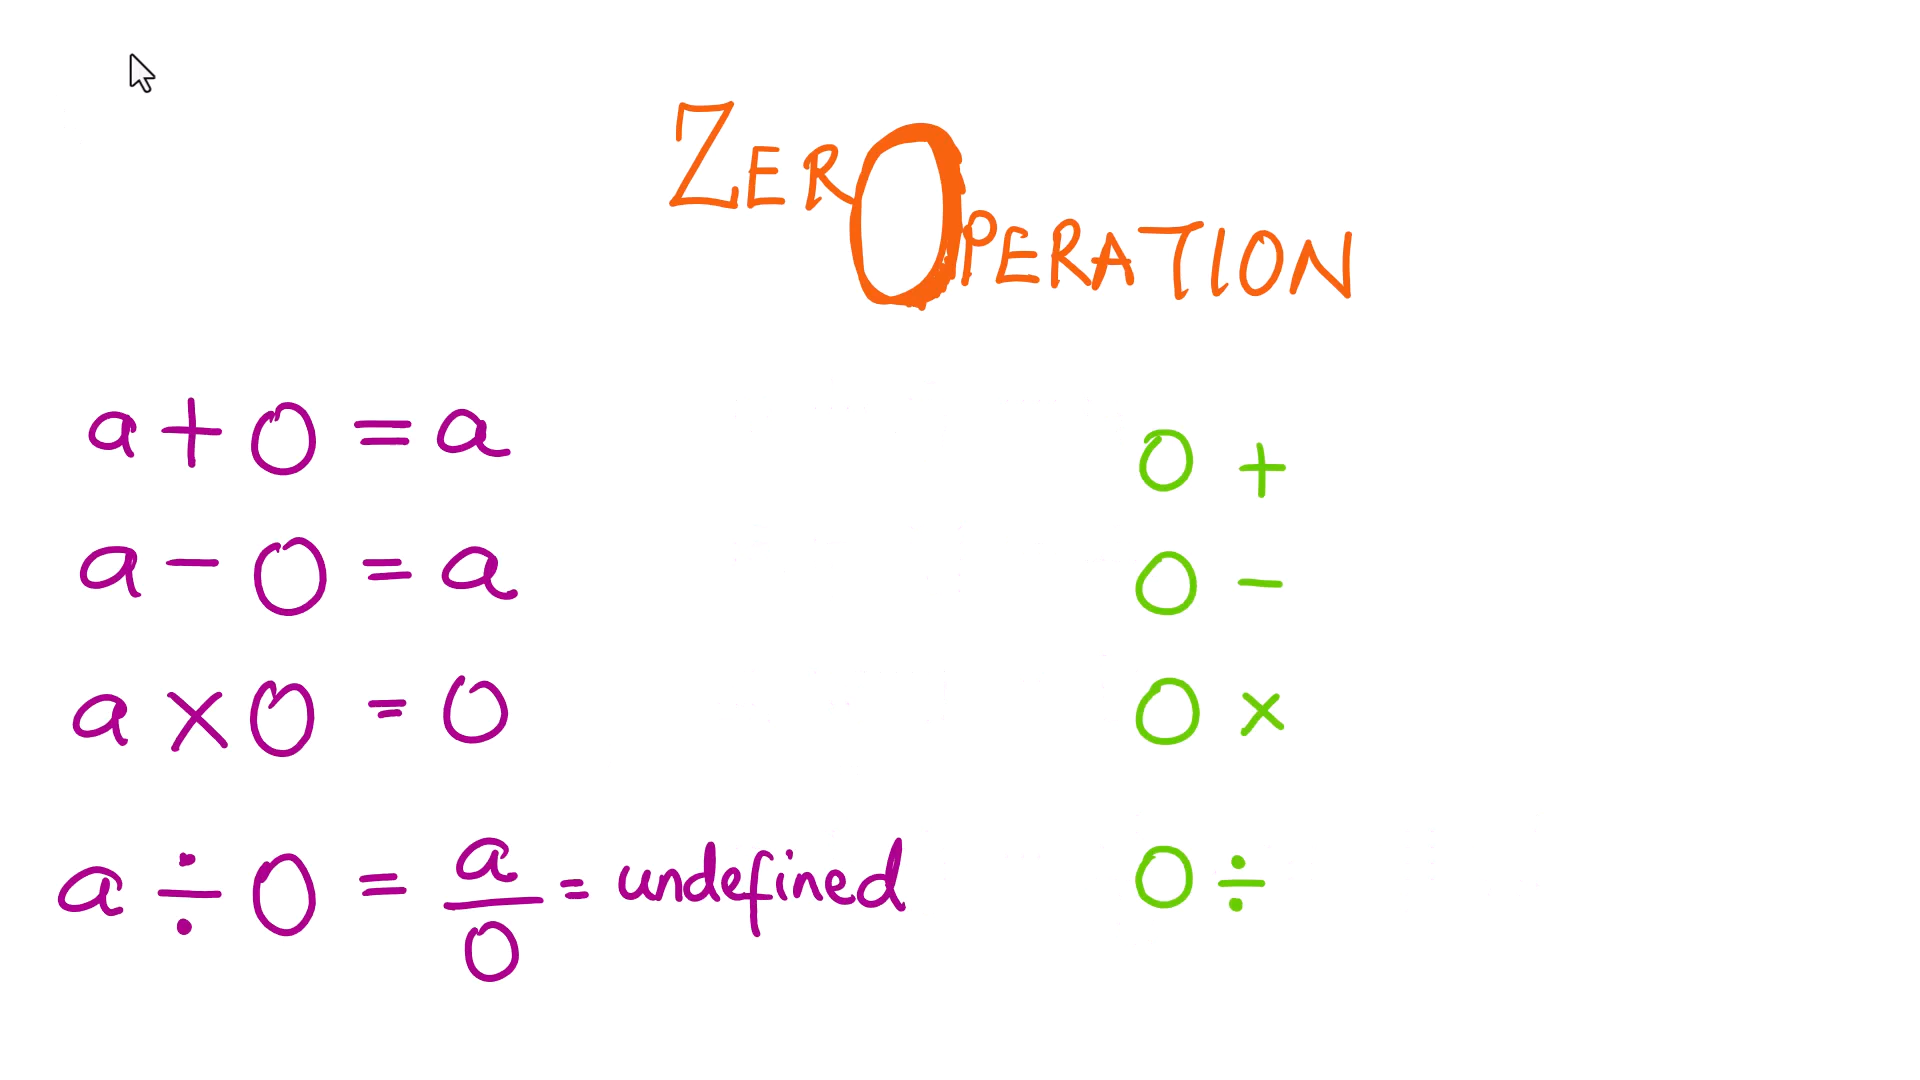 ZERO OPERATION
a + 0 = a
a - 0 = a
a × 0 = 0
a ÷ 0 = a/0 = undefined
0 +
0 -
0 ×
0 ÷